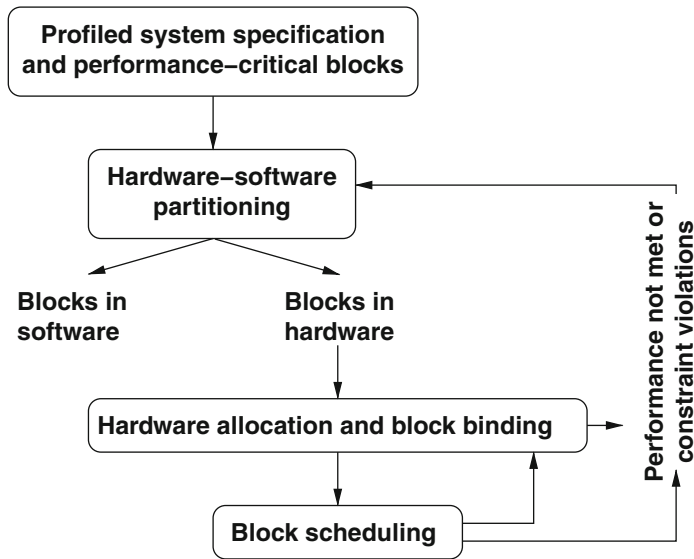 Profiled system specification
and performance−critical blocks
Hardware−software
partitioning
Blocks in
software
Blocks in
hardware
Hardware allocation and block binding
Block scheduling
Performance not met or
constraint violations